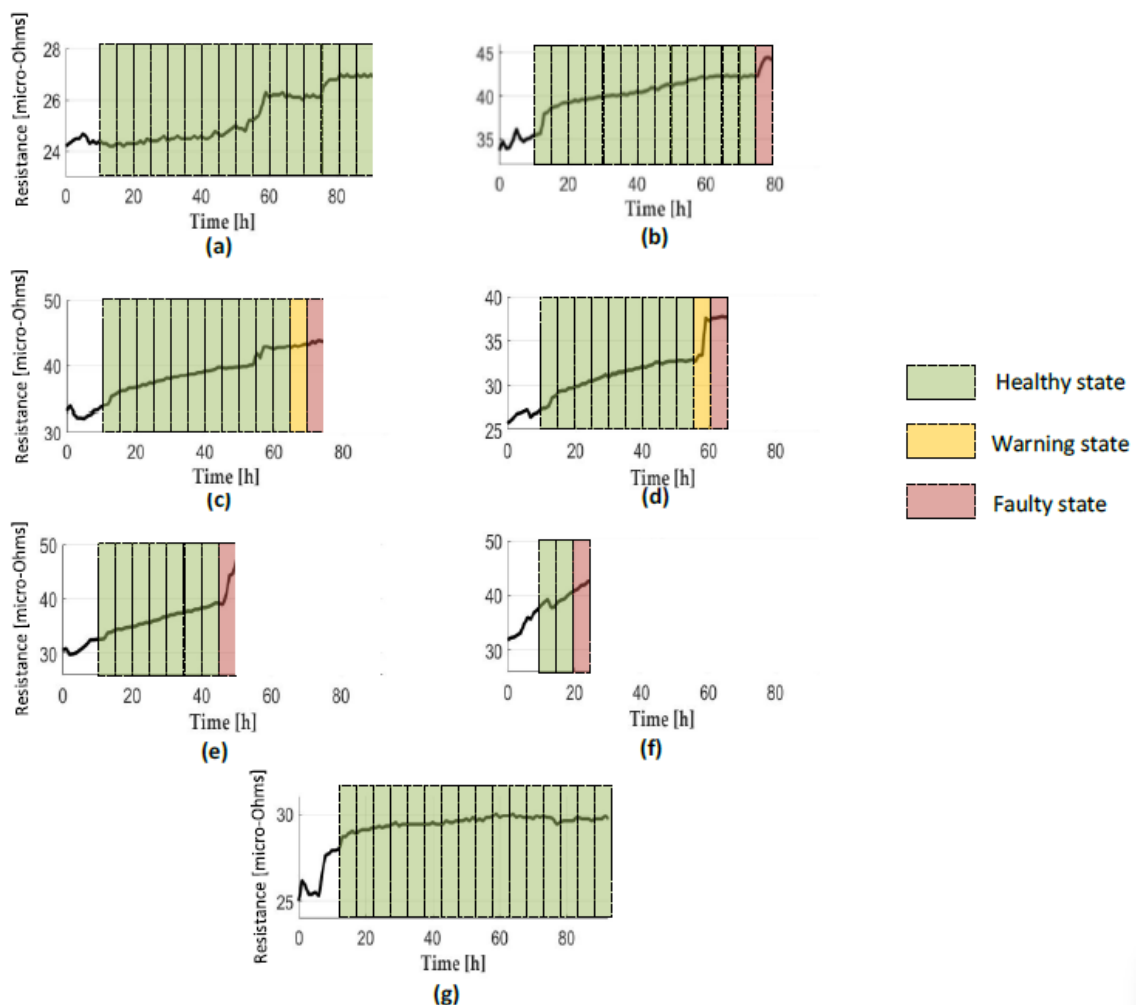 28
26
24
Resistance [micro-Ohms]
0 20 40 60 80
Time [h]
(a)
45
40
35
0 20 40 60 80
Time [h]
(b)
50
40
30
Resistance [micro-Ohms]
0 20 40 60 80
Time [h]
(c)
40
35
30
25
0 20 40 60 80
Time [h]
(d)
Healthy state
Warning state
Faulty state
50
40
30
Resistance [micro-Ohms]
0 20 40 60 80
Time [h]
(e)
50
40
30
0 20 40 60 80
Time [h]
(f)
30
25
Resistance [micro-Ohms]
0 20 40 60 80
Time [h]
(g)